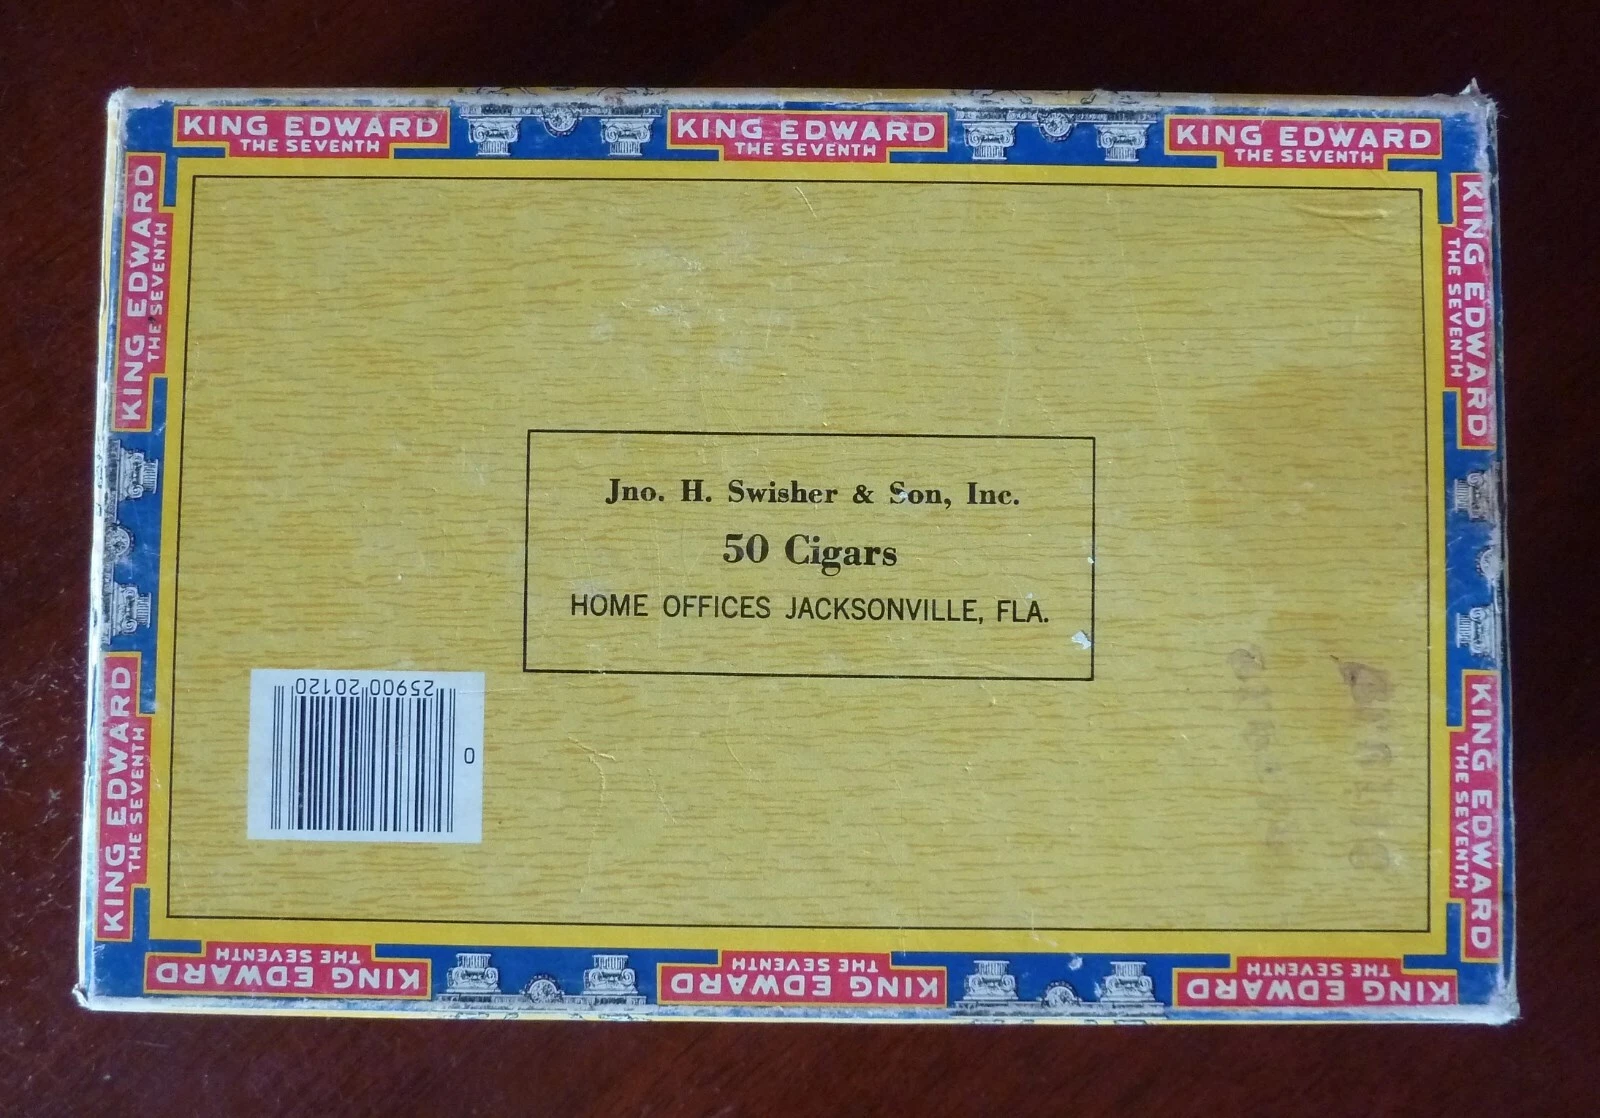 KING EDWARD
THE SEVENTH
KING EDWARD
THE SEVENTH
KING EDWARD
THE SEVENTH
KING EDWARD
THE SEVENTH
KING EDWARD
THE SEVENTH
Jno. H. Swisher & Son, Inc.
50 Cigars
HOME OFFICES JACKSONVILLE, FLA.
25900 20120
0
KING EDWARD
THE SEVENTH
KING EDWARD
THE SEVENTH
KING EDWARD
THE SEVENTH
KING EDWARD
THE SEVENTH
KING EDWARD
THE SEVENTH